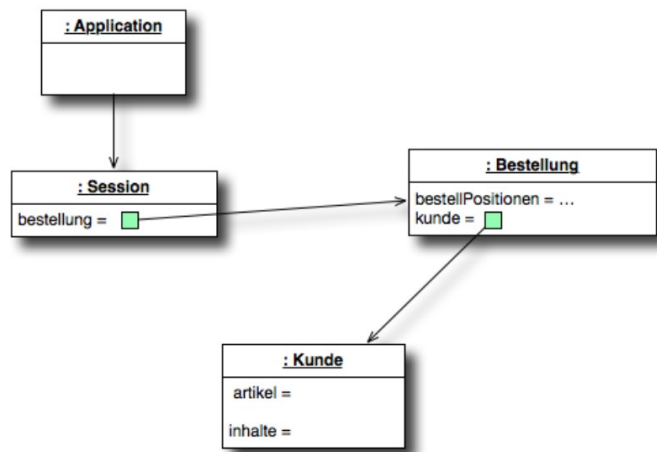 : Application
: Session
bestellung =
: Bestellung
bestellPositionen = ...
kunde =
: Kunde
artikel =
inhalte =